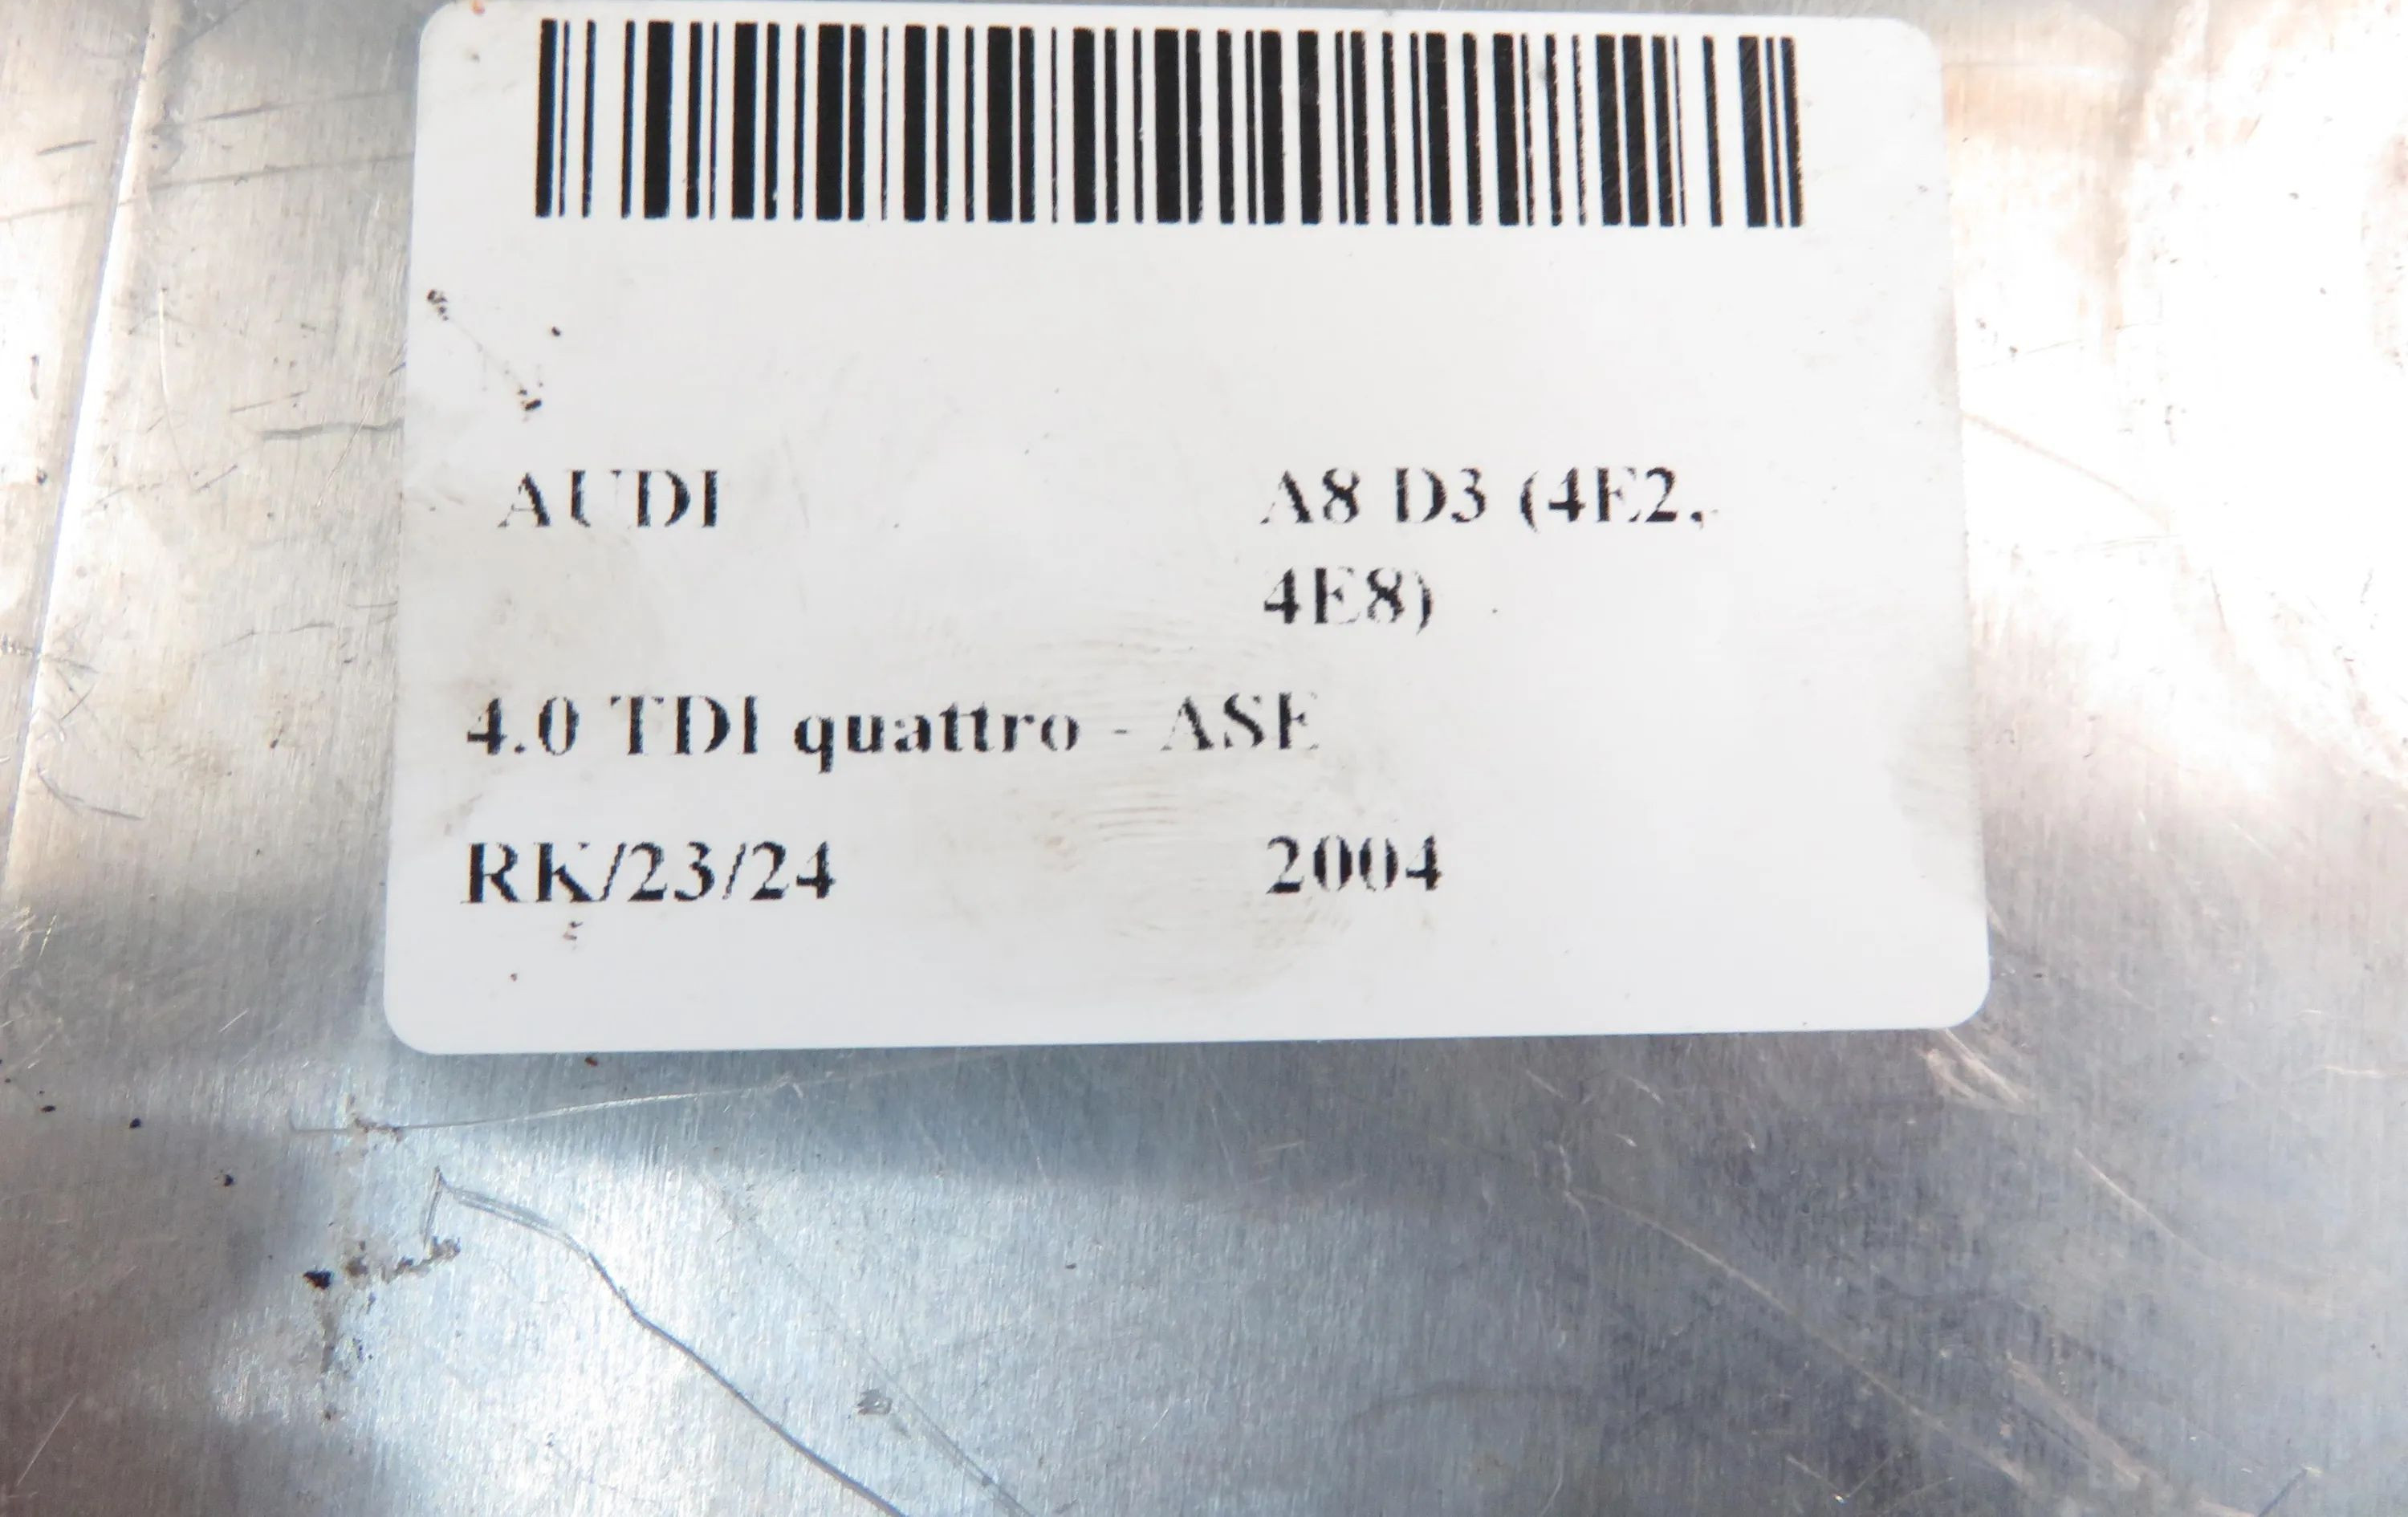 AUDI A8 D3 (4E2,
4E8)
4.0 TDI quattro - ASE
RK/23/24 2004